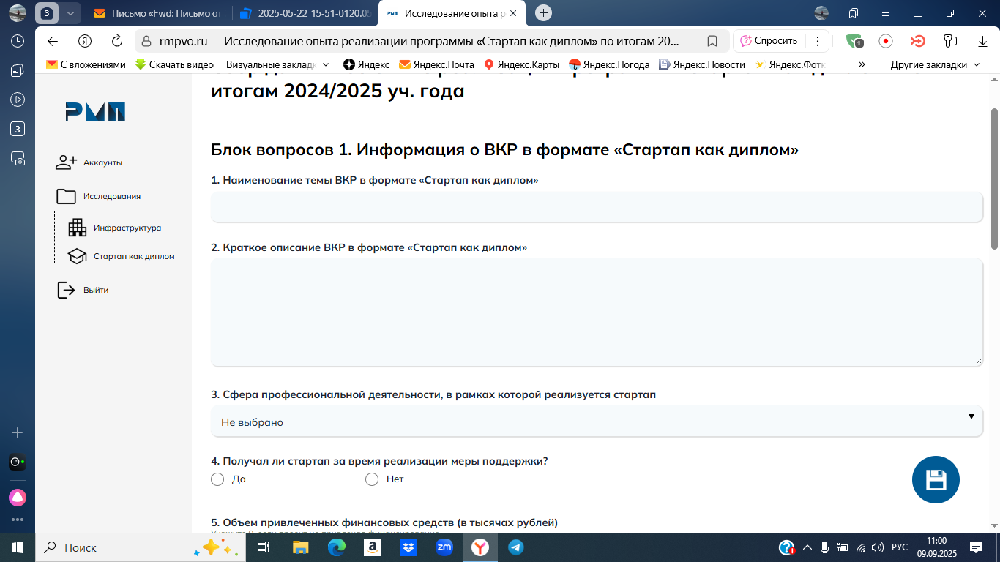 3
Письмо «Fwd: Письмо от
2025-05-22_15-51-0120.05
Исследование опыта р
rmpvo.ru
Исследование опыта реализации программы «Стартап как диплом» по итогам 20...
Спросить
1
С вложениями
Скачать видео
Визуальные заклад
Яндекс
Яндекс.Почта
Яндекс.Карты
Яндекс.Погода
Яндекс.Новости
Яндекс.Фотк
»
Другие закладки
3
РМП
Аккаунты
Исследования
Инфраструктура
Стартап как диплом
Выйти
итогам 2024/2025 уч. года
Блок вопросов 1. Информация о ВКР в формате «Стартап как диплом»
1. Наименование темы ВКР в формате «Стартап как диплом»
2. Краткое описание ВКР в формате «Стартап как диплом»
3. Сфера профессиональной деятельности, в рамках которой реализуется стартап
Не выбрано
4. Получал ли стартап за время реализации меры поддержки?
Да
Нет
5. Объем привлеченных финансовых средств (в тысячах рублей)
Поиск
zm
РУС
11:00
09.09.2025